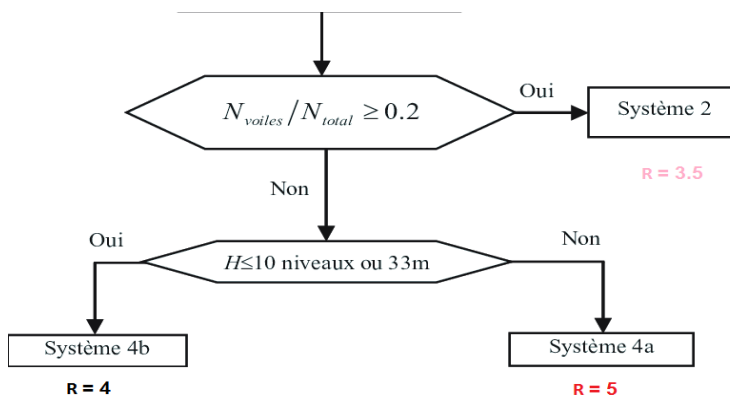 N_voiles / N_total ≥ 0.2
Oui
Système 2
R = 3.5
Non
Oui
H≤10 niveaux ou 33m
Non
Système 4b
Système 4a
R = 4
R = 5